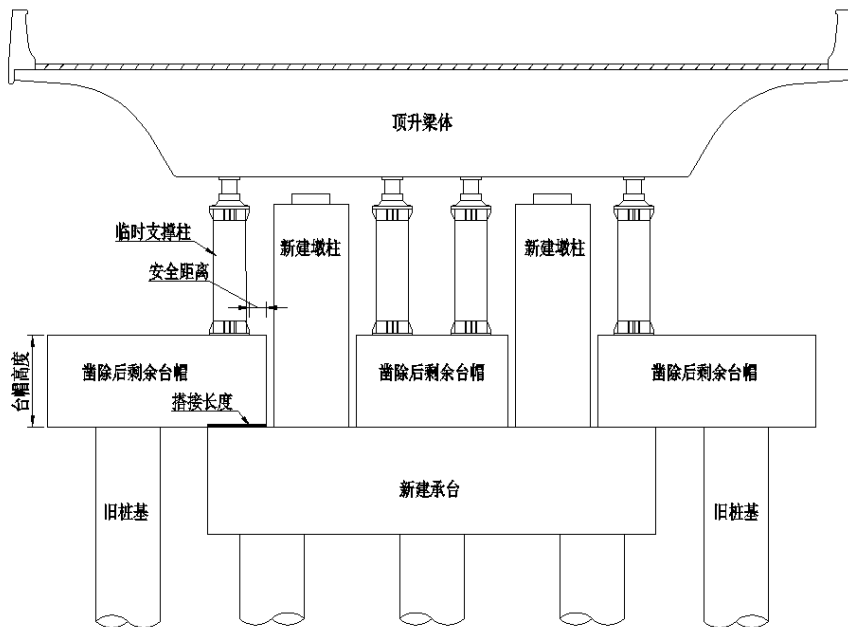 顶升梁体
临时支撑柱
新建墩柱
新建墩柱
安全距离
台帽高度
凿除后剩余台帽
凿除后剩余台帽
凿除后剩余台帽
搭接长度
新建承台
旧桩基
旧桩基